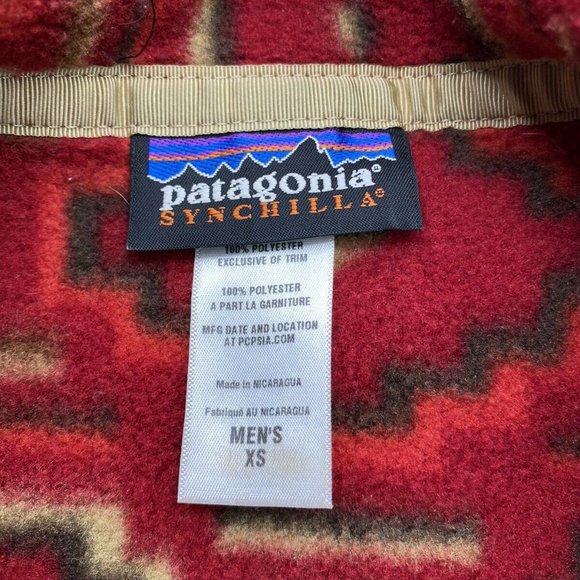 patagonia®
SYNCHILLA®
100% POLYESTER
EXCLUSIVE OF TRIM
100% POLYESTER
A PART LA GARNITURE
MFG DATE AND LOCATION
AT PCPSIA.COM
Made in NICARAGUA
Fabriqué AU NICARAGUA
MEN'S
XS